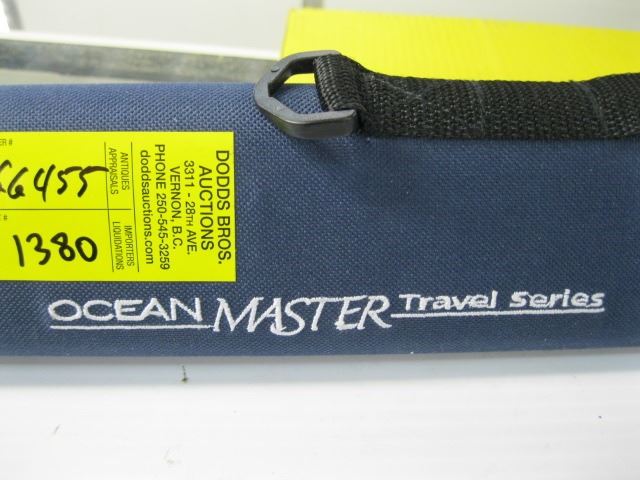 6455
1380
ANTIQUES
APPRAISALS
IMPORTERS
LIQUIDATIONS
DODDS BROS.
AUCTIONS
3311 - 28TH AVE.
VERNON, B.C.
PHONE 250-545-3259
doddsauctions.com
OCEAN MASTER Travel Series